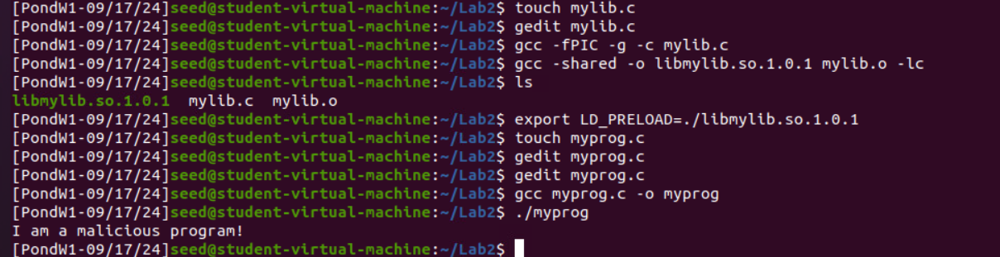 [PondW1-09/17/24]seed@student-virtual-machine:~/Lab2$ touch mylib.c
[PondW1-09/17/24]seed@student-virtual-machine:~/Lab2$ gedit mylib.c
[PondW1-09/17/24]seed@student-virtual-machine:~/Lab2$ gcc -fPIC -g -c mylib.c
[PondW1-09/17/24]seed@student-virtual-machine:~/Lab2$ gcc -shared -o libmylib.so.1.0.1 mylib.o -lc
[PondW1-09/17/24]seed@student-virtual-machine:~/Lab2$ ls
libmylib.so.1.0.1  mylib.c  mylib.o
[PondW1-09/17/24]seed@student-virtual-machine:~/Lab2$ export LD_PRELOAD=./libmylib.so.1.0.1
[PondW1-09/17/24]seed@student-virtual-machine:~/Lab2$ touch myprog.c
[PondW1-09/17/24]seed@student-virtual-machine:~/Lab2$ gedit myprog.c
[PondW1-09/17/24]seed@student-virtual-machine:~/Lab2$ gedit myprog.c
[PondW1-09/17/24]seed@student-virtual-machine:~/Lab2$ gcc myprog.c -o myprog
[PondW1-09/17/24]seed@student-virtual-machine:~/Lab2$ ./myprog
I am a malicious program!
[PondW1-09/17/24]seed@student-virtual-machine:~/Lab2$